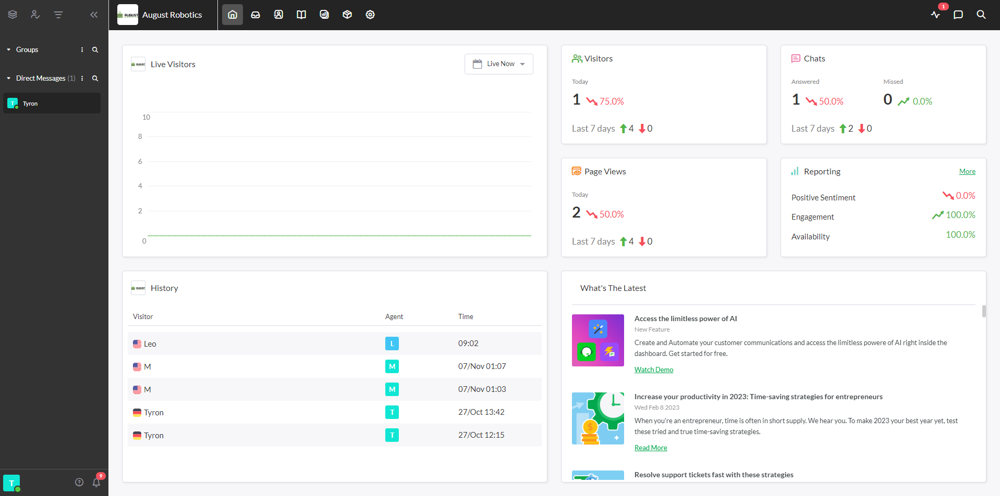 AUGUST
August Robotics
1
Groups
Direct Messages (1)
T
Tyron
T
9
AUGUST
Live Visitors
Live Now
10
8
6
4
2
0
Visitors
Today
1 75.0%
Last 7 days 4 0
Chats
Answered
Missed
1 50.0%
0 0.0%
Last 7 days 2 0
Page Views
Today
2 50.0%
Last 7 days 4 0
Reporting
More
Positive Sentiment 0.0%
Engagement 100.0%
Availability 100.0%
AUGUST
History
Visitor Agent Time
Leo L 09:02
M M 07/Nov 01:07
M M 07/Nov 01:03
Tyron T 27/Oct 13:42
Tyron T 27/Oct 12:15
What's The Latest
Access the limitless power of AI
New Feature
Create and Automate your customer communications and access the limitless powere of AI right inside the
dashboard. Get started for free.
Watch Demo
Increase your productivity in 2023: Time-saving strategies for entrepreneurs
Wed Feb 8 2023
When you’re an entrepreneur, time is often in short supply. We hear you. To make 2023 your best year yet, test
these tried and true time-saving strategies.
Read More
Resolve support tickets fast with these strategies